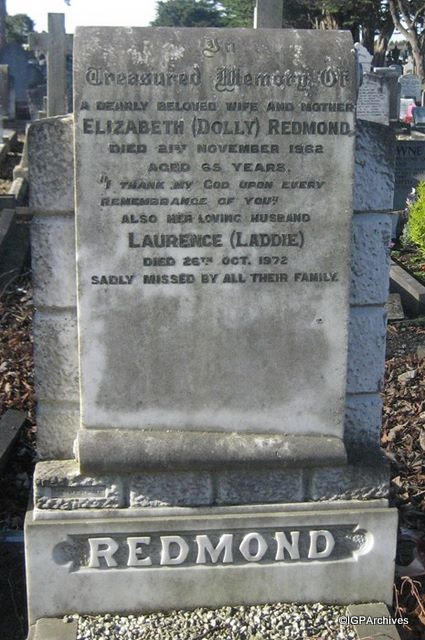 In
Treasured Memory Of
A DEARLY BELOVED WIFE AND MOTHER
ELIZABETH (DOLLY) REDMOND
DIED 21ST NOVEMBER 1962
AGED 65 YEARS.
"I THANK MY GOD UPON EVERY
REMEMBRANCE OF YOU"
ALSO HER LOVING HUSBAND
LAURENCE (LADDIE)
DIED 26TH OCT. 1972
SADLY MISSED BY ALL THEIR FAMILY.
REDMOND
©IGPArchives